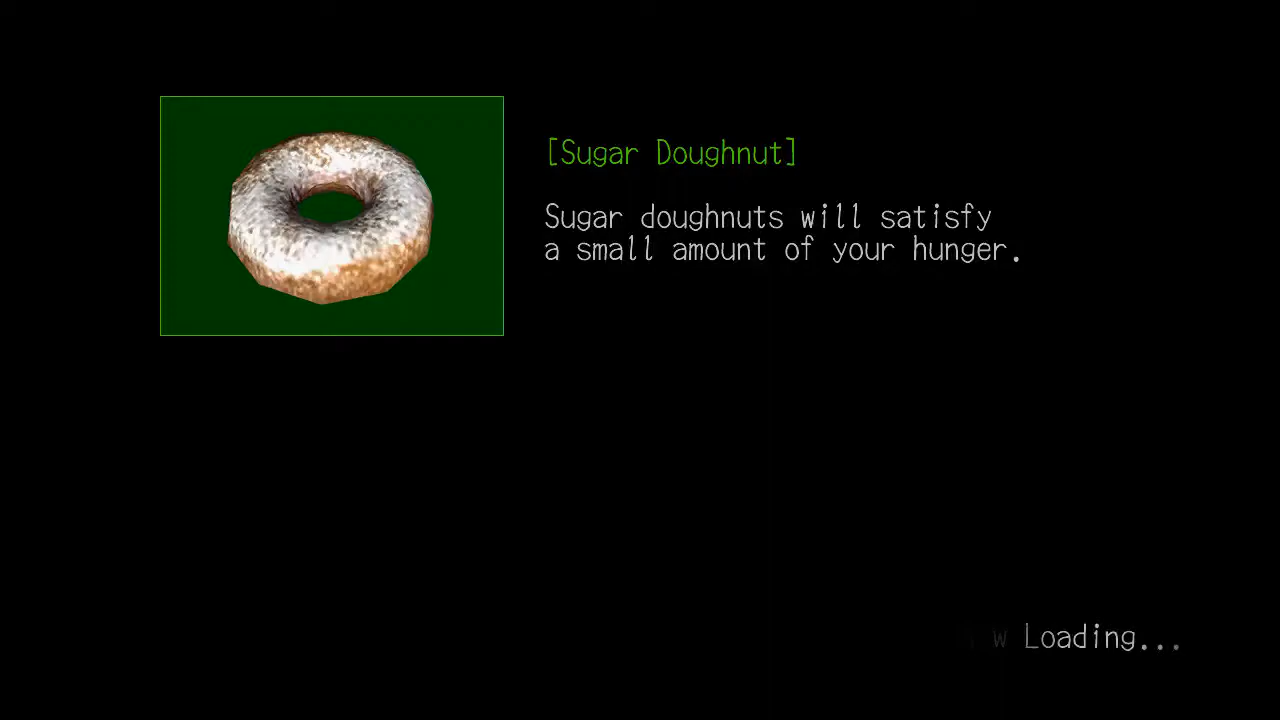 [Sugar Doughnut]
Sugar doughnuts will satisfy
a small amount of your hunger.
Loading...